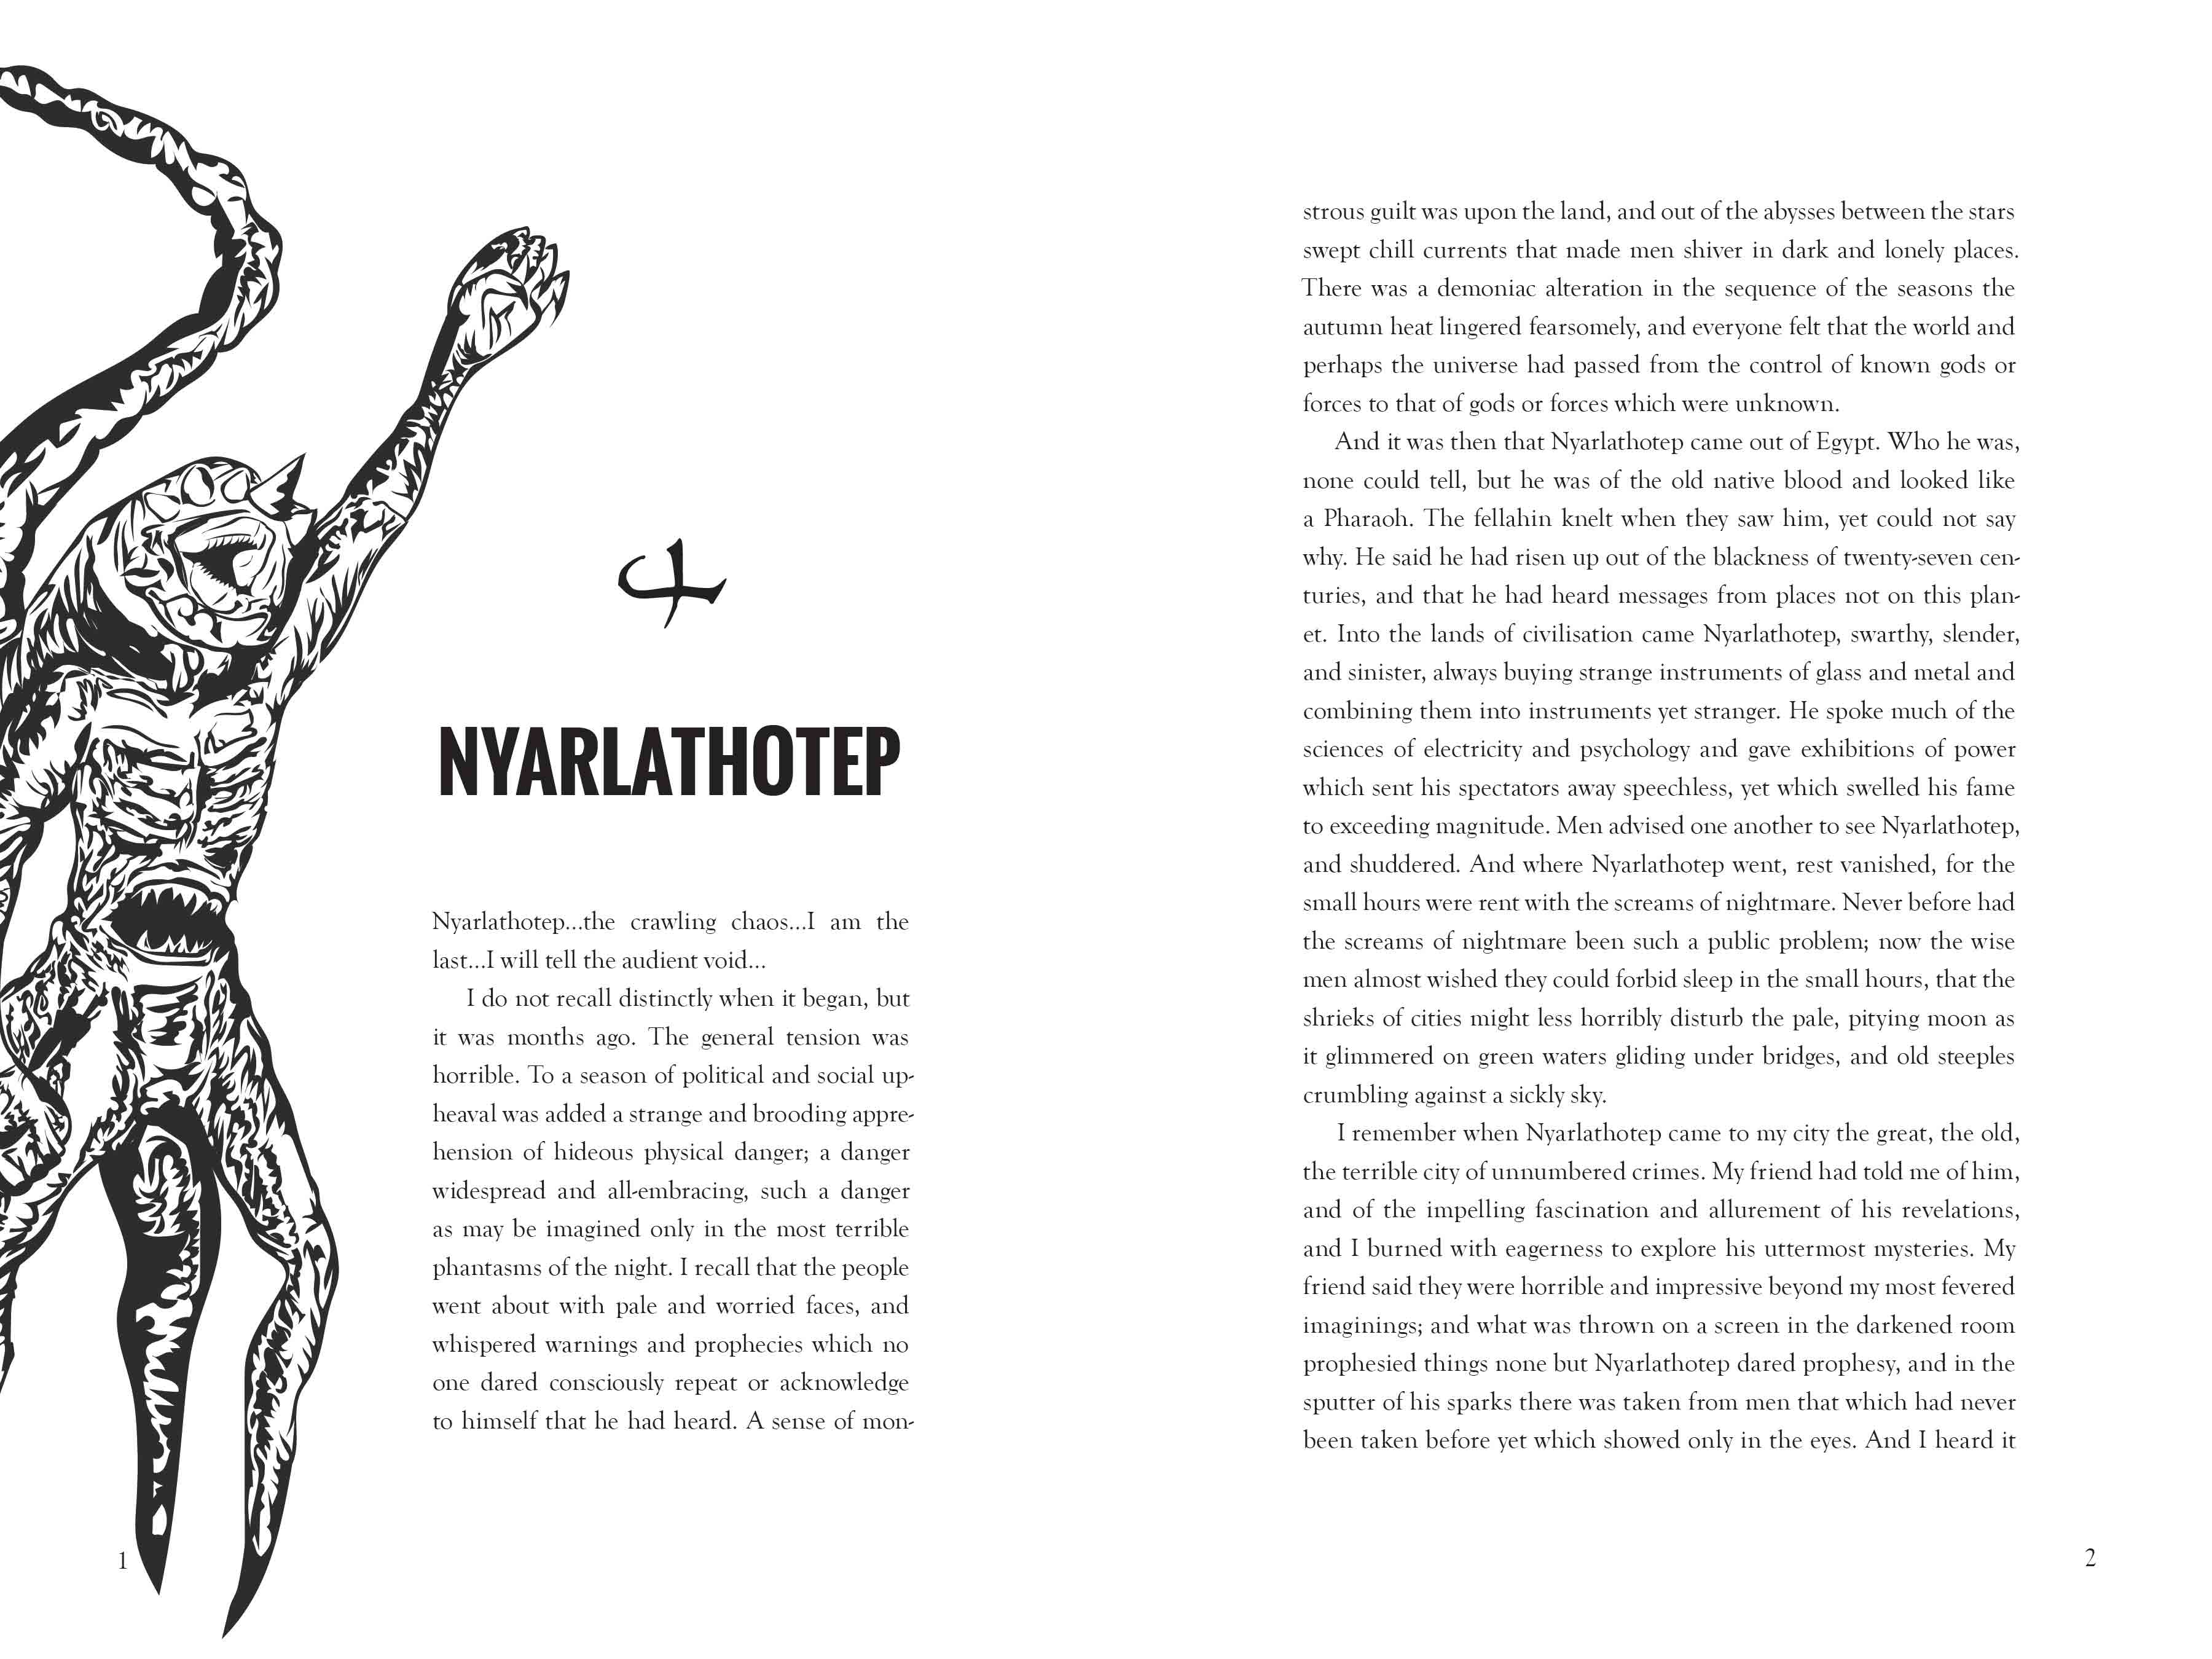 NYARLATHOTEP
Nyarlathotep...the crawling chaos...I am the
last...I will tell the audient void...
I do not recall distinctly when it began, but
it was months ago. The general tension was
horrible. To a season of political and social up-
heaval was added a strange and brooding appre-
hension of hideous physical danger; a danger
widespread and all-embracing, such a danger
as may be imagined only in the most terrible
phantasms of the night. I recall that the people
went about with pale and worried faces, and
whispered warnings and prophecies which no
one dared consciously repeat or acknowledge
to himself that he had heard. A sense of mon-
1
strous guilt was upon the land, and out of the abysses between the stars
swept chill currents that made men shiver in dark and lonely places.
There was a demoniac alteration in the sequence of the seasons the
autumn heat lingered fearsomely, and everyone felt that the world and
perhaps the universe had passed from the control of known gods or
forces to that of gods or forces which were unknown.
And it was then that Nyarlathotep came out of Egypt. Who he was,
none could tell, but he was of the old native blood and looked like
a Pharaoh. The fellahin knelt when they saw him, yet could not say
why. He said he had risen up out of the blackness of twenty-seven cen-
turies, and that he had heard messages from places not on this plan-
et. Into the lands of civilisation came Nyarlathotep, swarthy, slender,
and sinister, always buying strange instruments of glass and metal and
combining them into instruments yet stranger. He spoke much of the
sciences of electricity and psychology and gave exhibitions of power
which sent his spectators away speechless, yet which swelled his fame
to exceeding magnitude. Men advised one another to see Nyarlathotep,
and shuddered. And where Nyarlathotep went, rest vanished, for the
small hours were rent with the screams of nightmare. Never before had
the screams of nightmare been such a public problem; now the wise
men almost wished they could forbid sleep in the small hours, that the
shrieks of cities might less horribly disturb the pale, pitying moon as
it glimmered on green waters gliding under bridges, and old steeples
crumbling against a sickly sky.
I remember when Nyarlathotep came to my city the great, the old,
the terrible city of unnumbered crimes. My friend had told me of him,
and of the impelling fascination and allurement of his revelations,
and I burned with eagerness to explore his uttermost mysteries. My
friend said they were horrible and impressive beyond my most fevered
imaginings; and what was thrown on a screen in the darkened room
prophesied things none but Nyarlathotep dared prophesy, and in the
sputter of his sparks there was taken from men that which had never
been taken before yet which showed only in the eyes. And I heard it
2